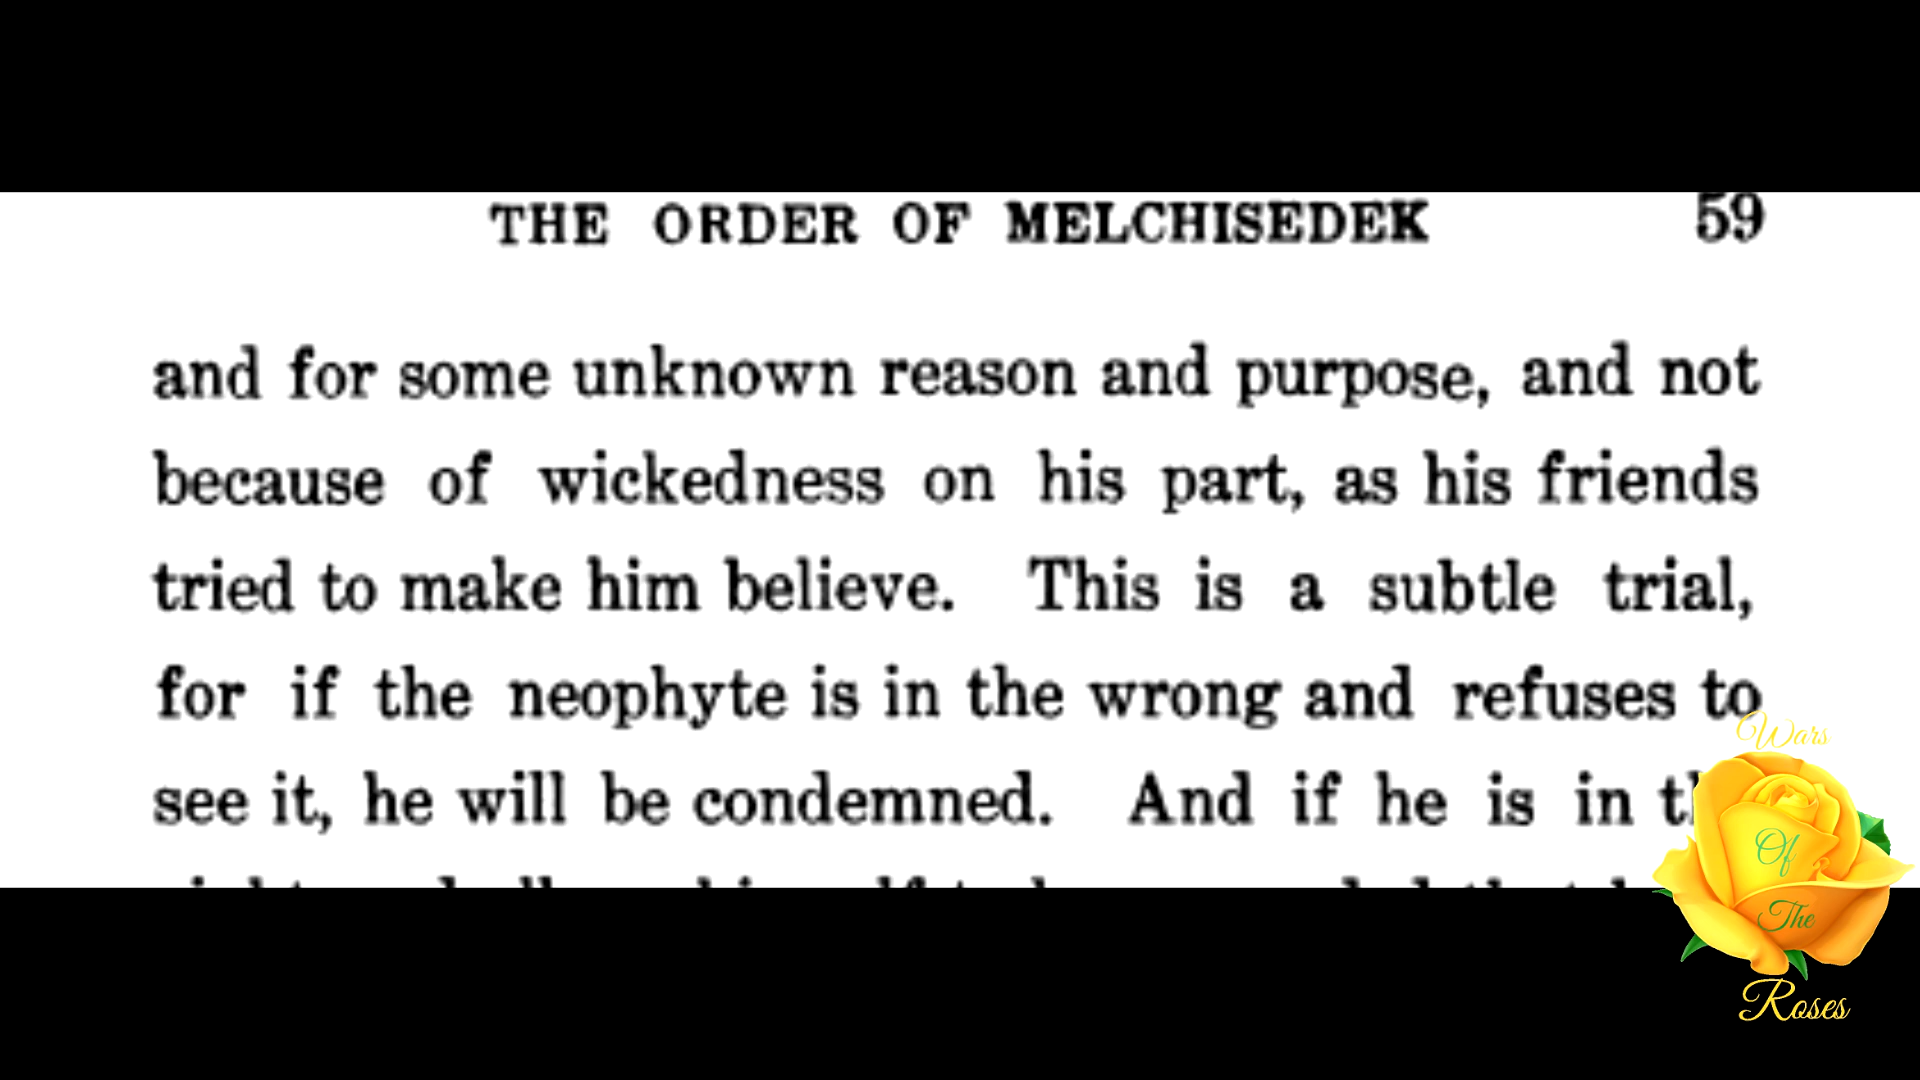 THE ORDER OF MELCHISEDEK 59
and for some unknown reason and purpose, and not
because of wickedness on his part, as his friends
tried to make him believe. This is a subtle trial,
for if the neophyte is in the wrong and refuses to
see it, he will be condemned. And if he is in
Wars
Of
The
Roses